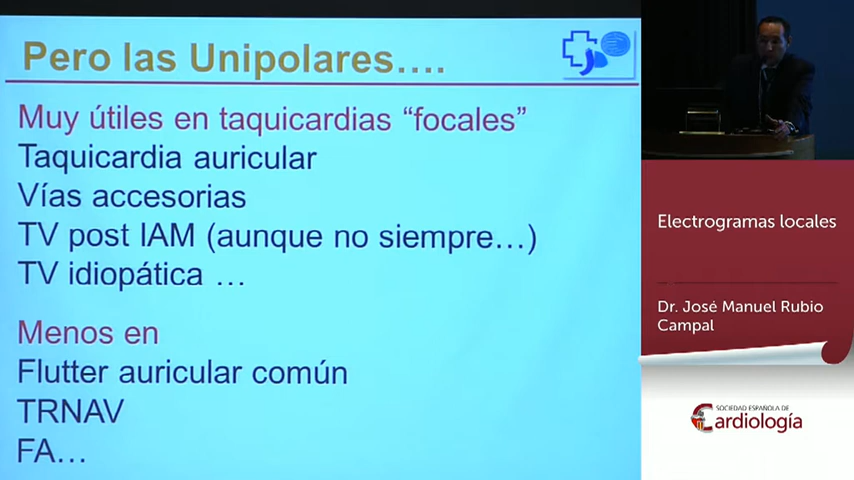 Pero las Unipolares....
Muy útiles en taquicardias “focales”
Taquicardia auricular
Vías accesorias
TV post IAM (aunque no siempre...)
TV idiopática ...
Menos en
Flutter auricular común
TRNAV
FA...
Electrogramas locales
Dr. José Manuel Rubio
Campal
SOCIEDAD ESPAÑOLA DE
Cardiología